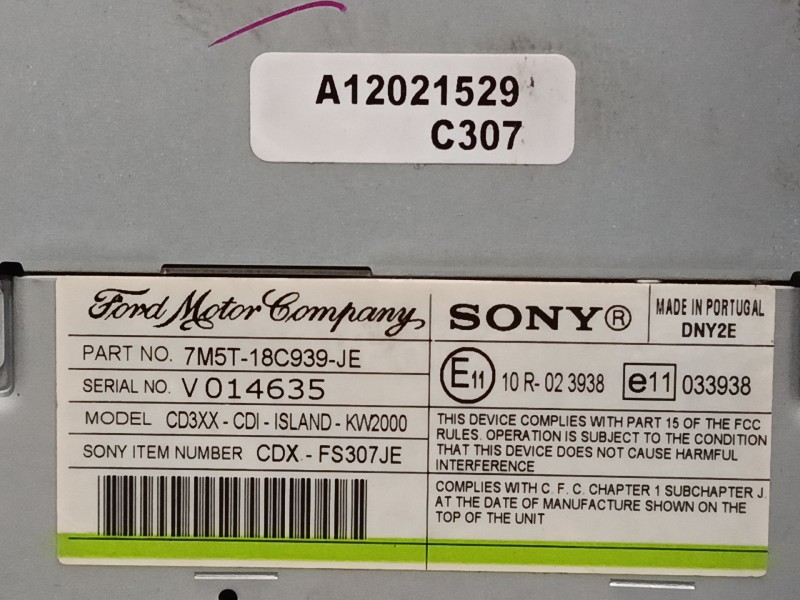 A12021529
C307
Ford Motor Company
PART NO. 7M5T-18C939-JE
SERIAL NO. V014635
MODEL CD3XX - CDI - ISLAND - KW2000
SONY ITEM NUMBER CDX - FS307JE
SONY®
MADE IN PORTUGAL
DNY2E
E11 10 R- 02 3938 e11 033938
THIS DEVICE COMPLIES WITH PART 15 OF THE FCC
RULES. OPERATION IS SUBJECT TO THE CONDITION
THAT THIS DEVICE DOES NOT CAUSE HARMFUL
INTERFERENCE
COMPLIES WITH C. F. C. CHAPTER 1 SUBCHAPTER J.
AT THE DATE OF MANUFACTURE SHOWN ON THE
TOP OF THE UNIT